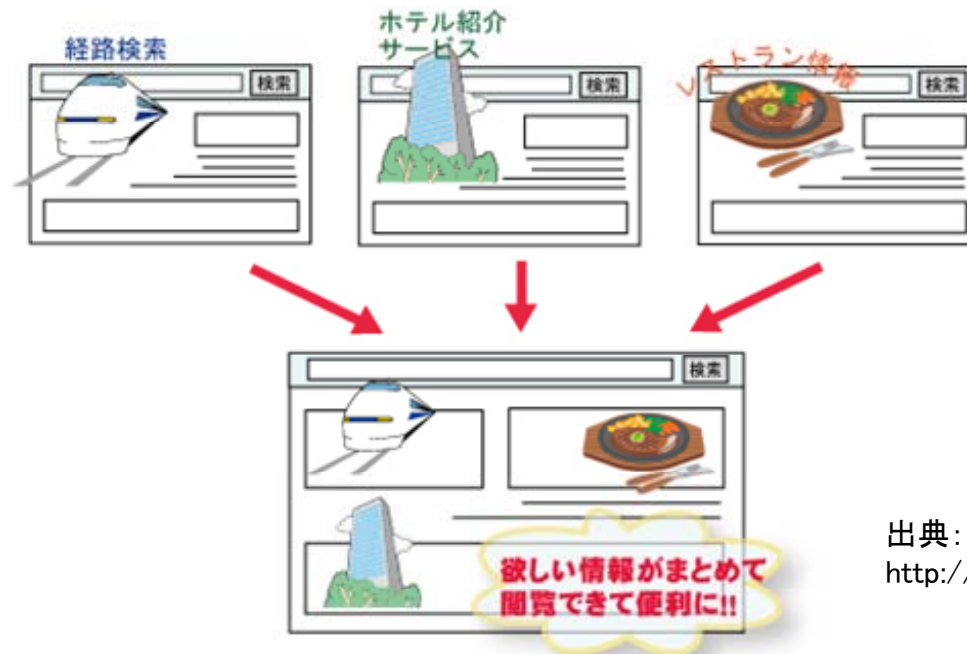 経路検索
ホテル紹介
サービス
レストラン情報
検索
検索
検索
検索
欲しい情報がまとめて
閲覧できて便利に!!
出典:
http://